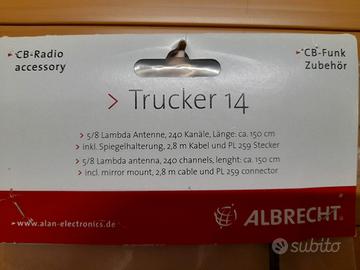 > CB-Radio
accessory
> CB-Funk
Zubehör
> Trucker 14
> 5/8 Lambda Antenne, 240 Kanäle, Länge: ca. 150 cm
> inkl. Spiegelhalterung, 2,8 m Kabel und PL 259 Stecker
> 5/8 Lambda antenna, 240 channels, lenght: ca. 150 cm
> incl. mirror mount, 2,8 m cable and PL 259 connector
> www.alan-electronics.de
ALBRECHT
subito